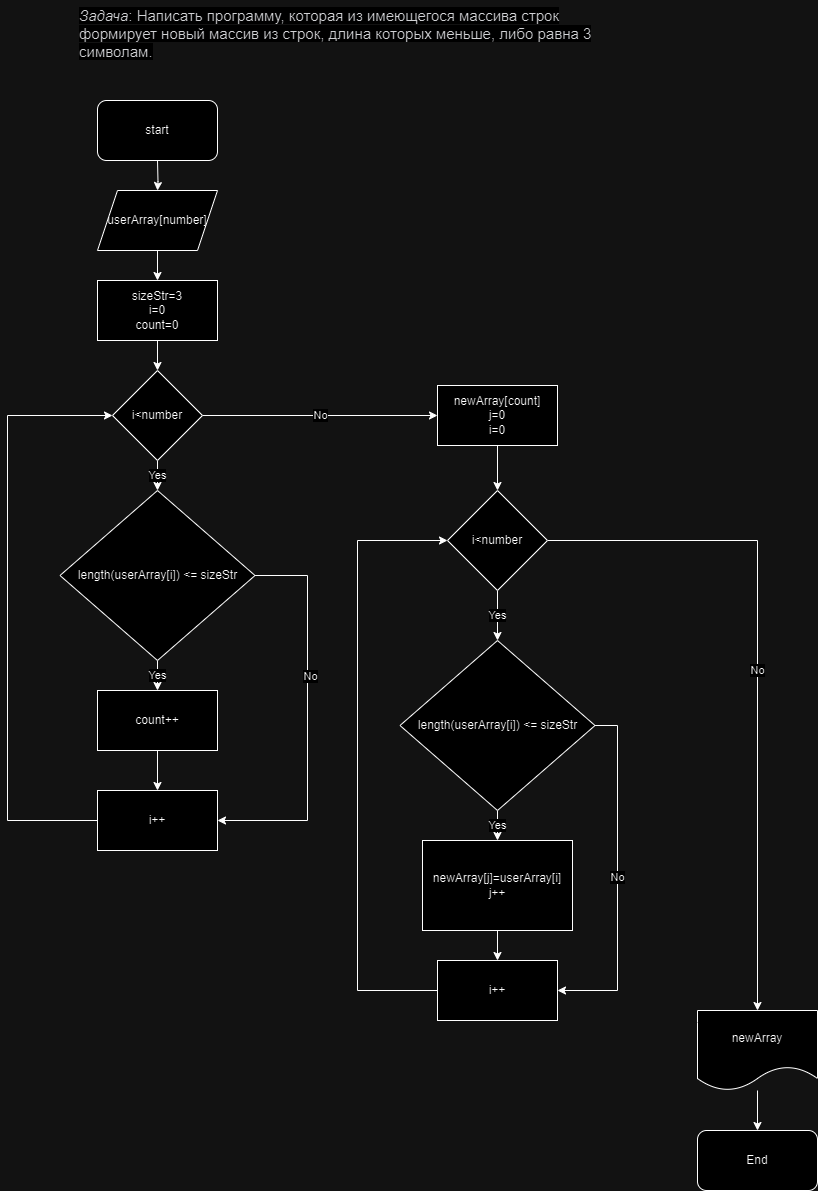 Задача: Написать программу, которая из имеющегося массива строк
формирует новый массив из строк, длина которых меньше, либо равна 3
символам.
start
userArray[number]
sizeStr=3
i=0
count=0
i<number
No
Yes
length(userArray[i]) <= sizeStr
Yes
No
count++
i++
newArray[count]
j=0
i=0
i<number
Yes
No
length(userArray[i]) <= sizeStr
Yes
No
newArray[j]=userArray[i]
j++
i++
newArray
End